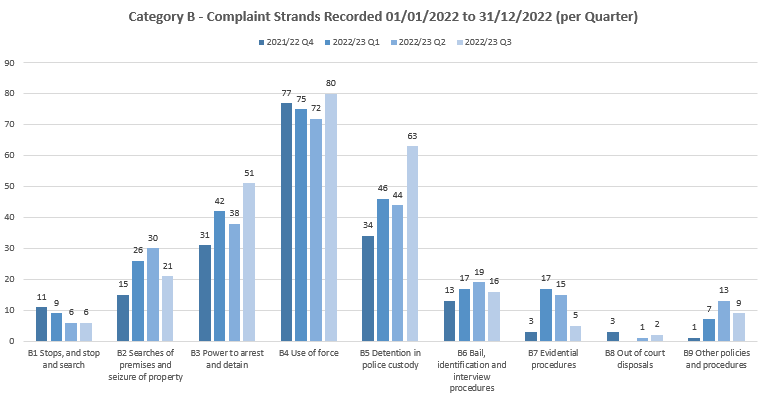 Category B - Complaint Strands Recorded 01/01/2022 to 31/12/2022 (per Quarter)
2021/22 Q4 2022/23 Q1 2022/23 Q2 2022/23 Q3
90
80
70
60
50
40
30
20
10
0
11 9 6 6
15 26 30 21
31 42 38 51
77 75 72 80
34 46 44 63
13 17 19 16
3 17 15 5
3 1 2
1 7 13 9
B1 Stops, and stop
and search
B2 Searches of
premises and
seizure of property
B3 Power to arrest
and detain
B4 Use of force
B5 Detention in
police custody
B6 Bail,
identification and
interview
procedures
B7 Evidential
procedures
B8 Out of court
disposals
B9 Other policies
and procedures